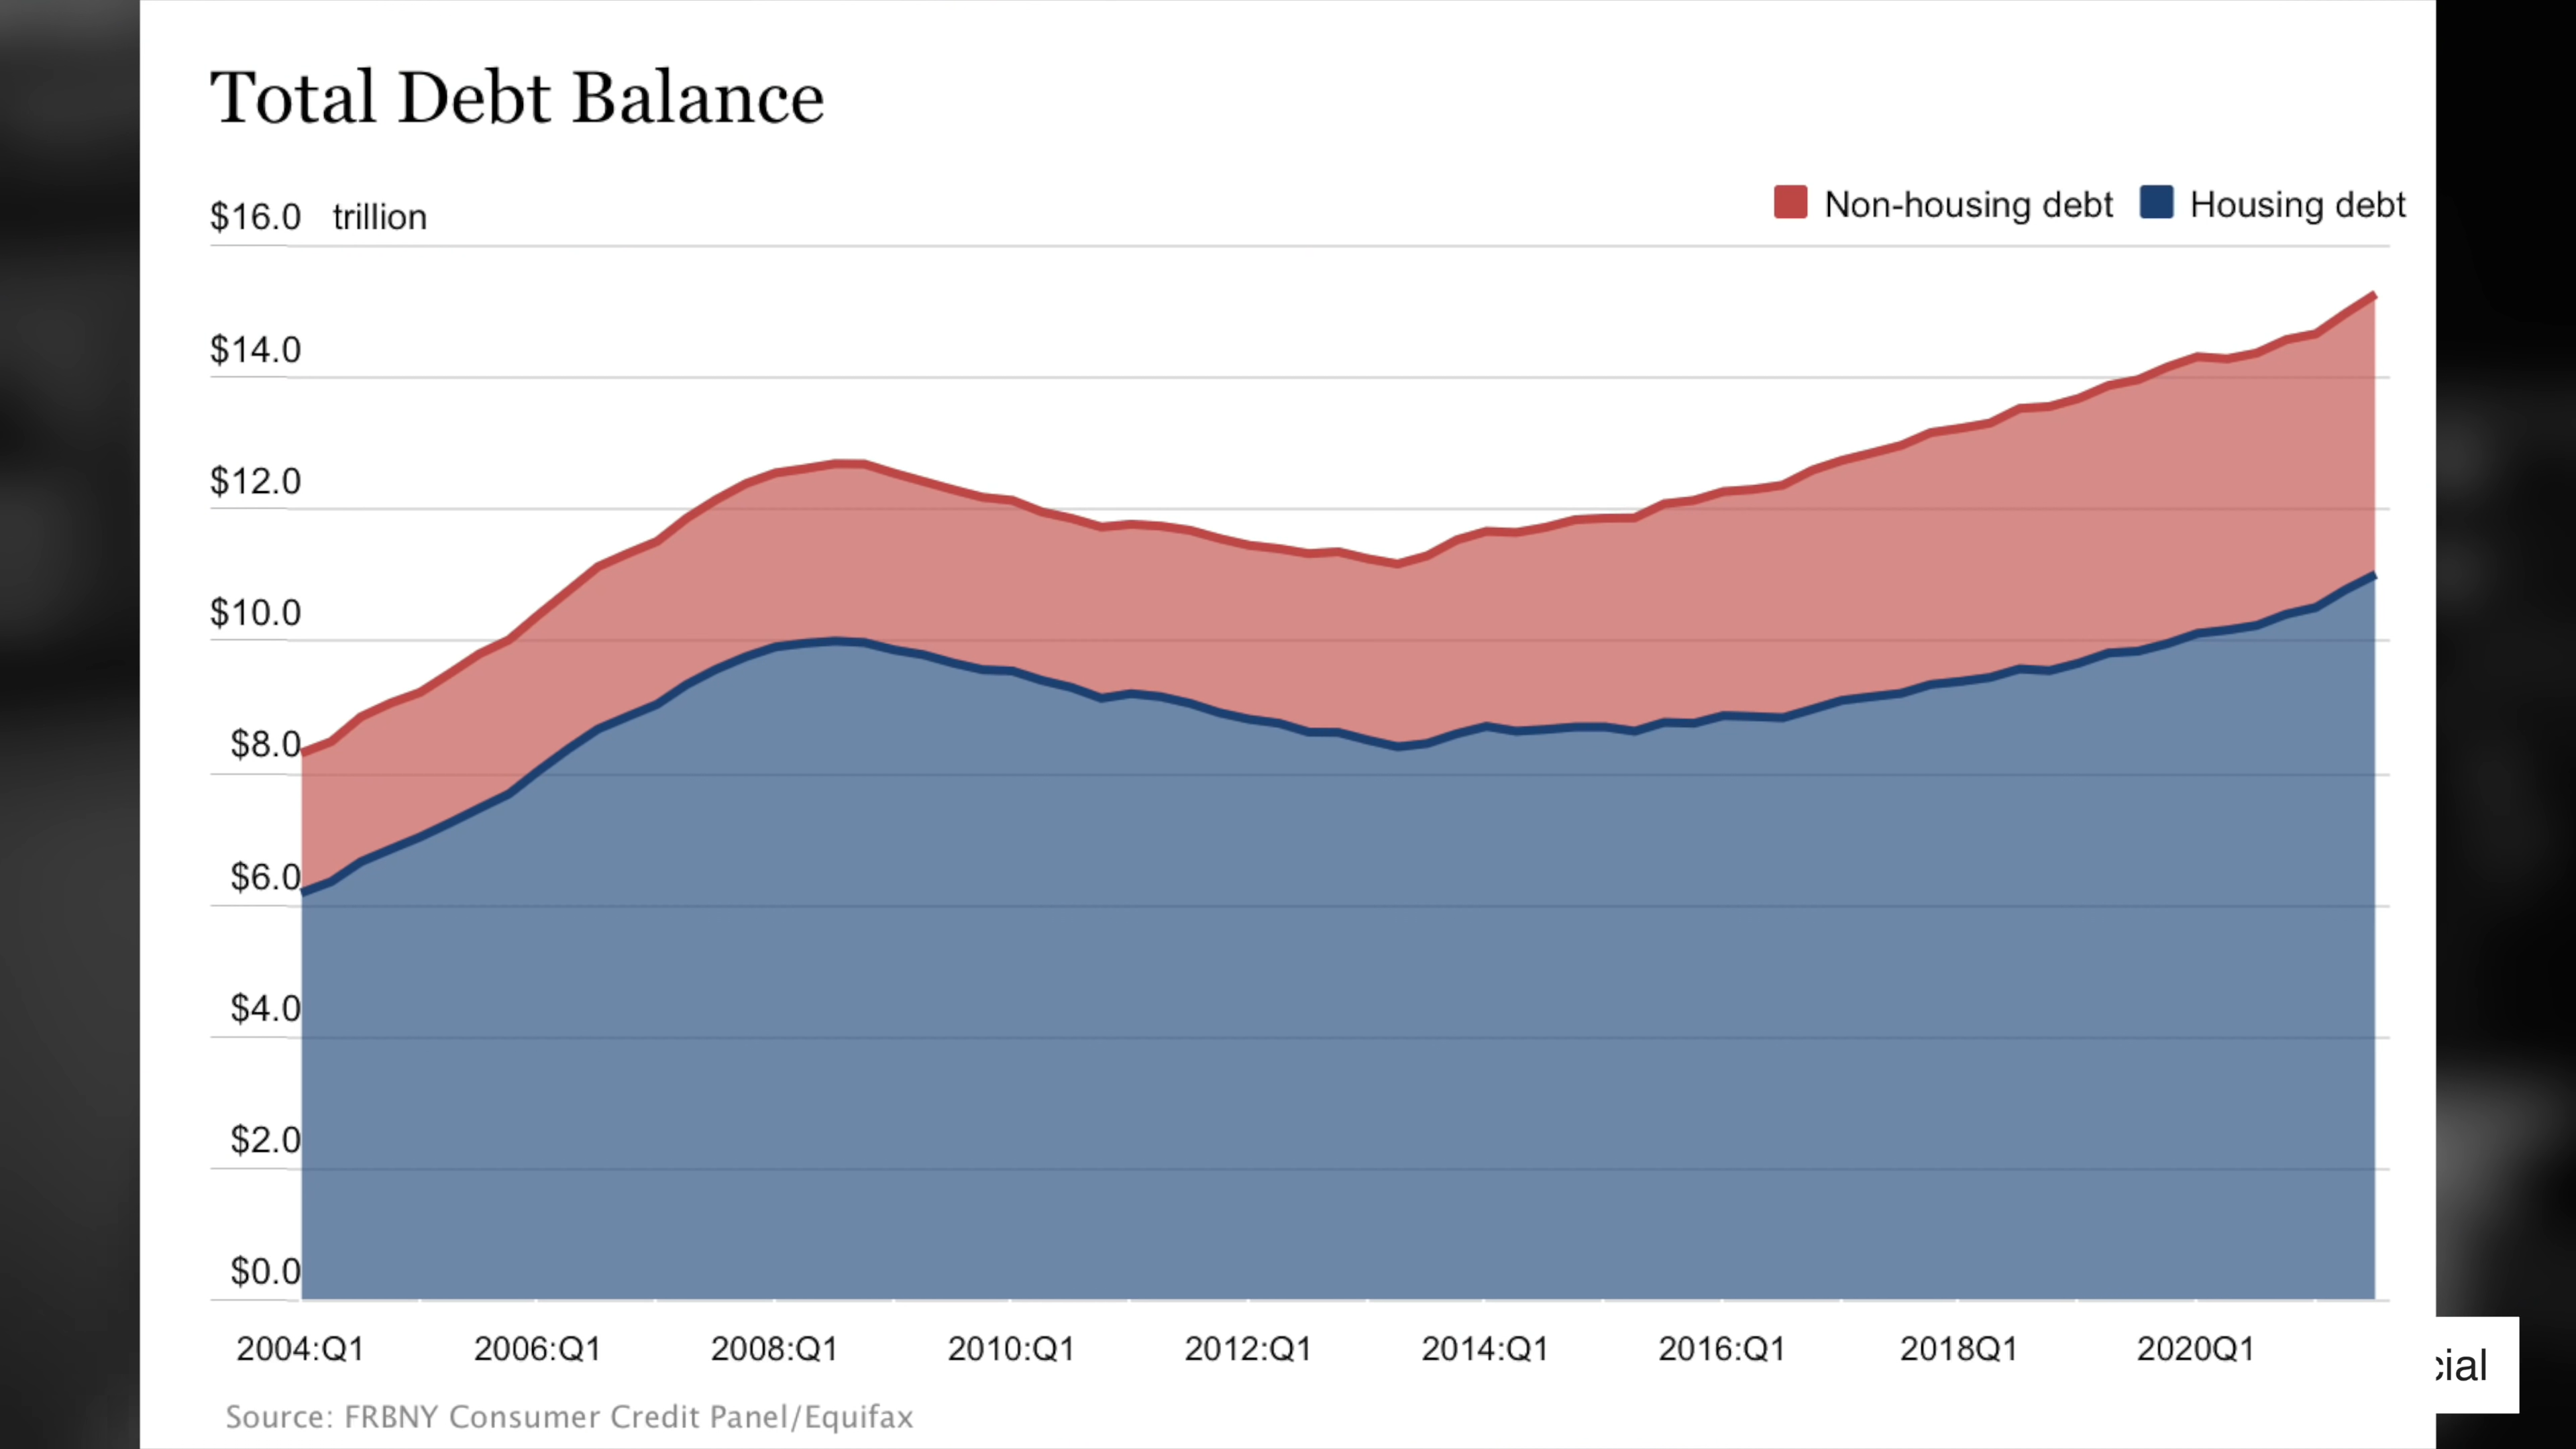 Total Debt Balance
Non-housing debt
Housing debt
$16.0 trillion
$14.0
$12.0
$10.0
$8.0
$6.0
$4.0
$2.0
$0.0
2004:Q1 2006:Q1 2008:Q1 2010:Q1 2012:Q1 2014:Q1 2016:Q1 2018Q1 2020Q1
cial
Source: FRBNY Consumer Credit Panel/Equifax